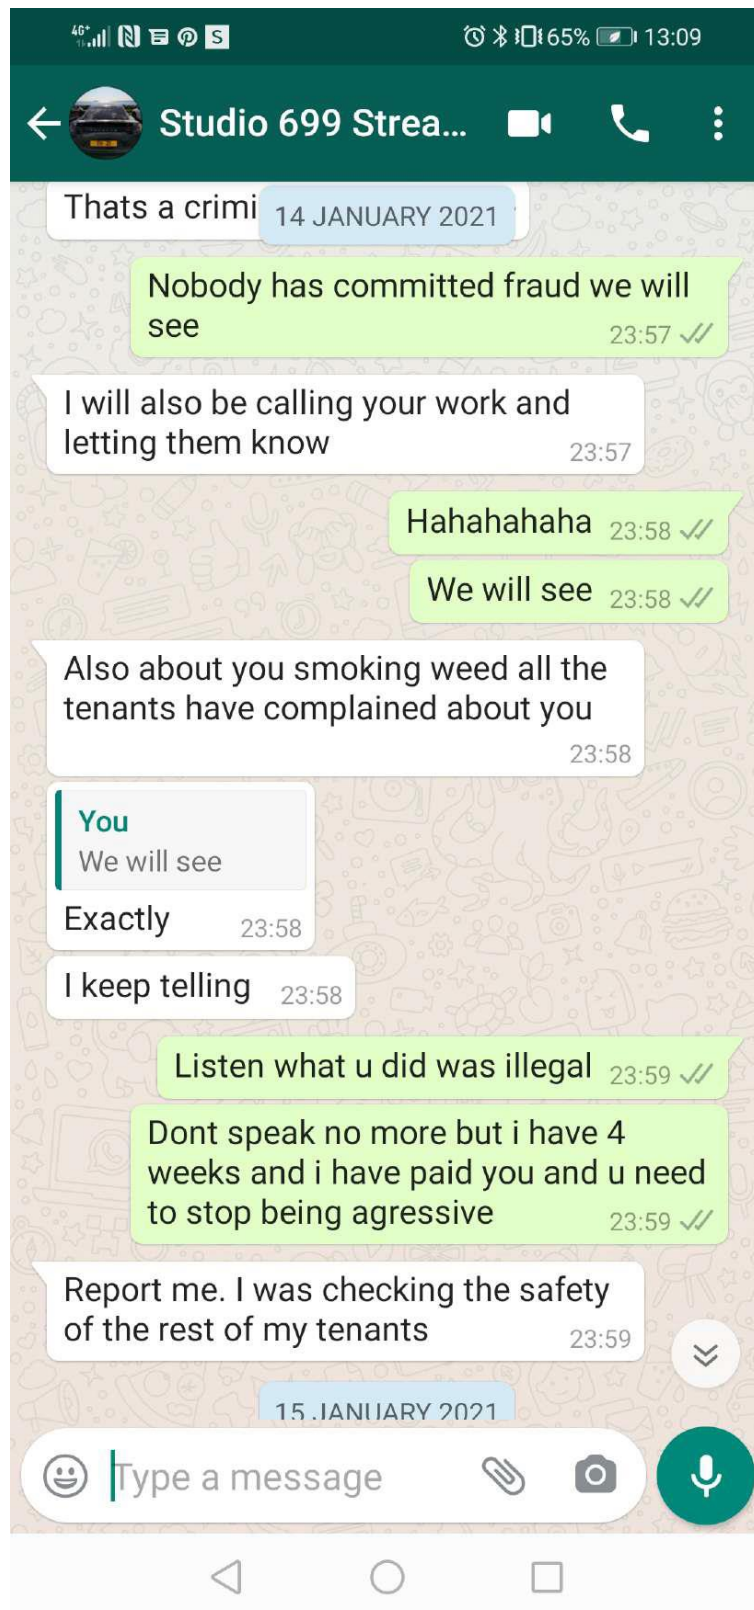 4G+ 65% 13:09
Studio 699 Strea...
Thats a crimi
14 JANUARY 2021
Nobody has committed fraud we will
see 23:57
I will also be calling your work and
letting them know 23:57
Hahahahaha 23:58
We will see 23:58
Also about you smoking weed all the
tenants have complained about you
23:58
You
We will see
Exactly 23:58
I keep telling 23:58
Listen what u did was illegal 23:59
Dont speak no more but i have 4
weeks and i have paid you and u need
to stop being agressive 23:59
Report me. I was checking the safety
of the rest of my tenants 23:59
15 JANUARY 2021
Type a message